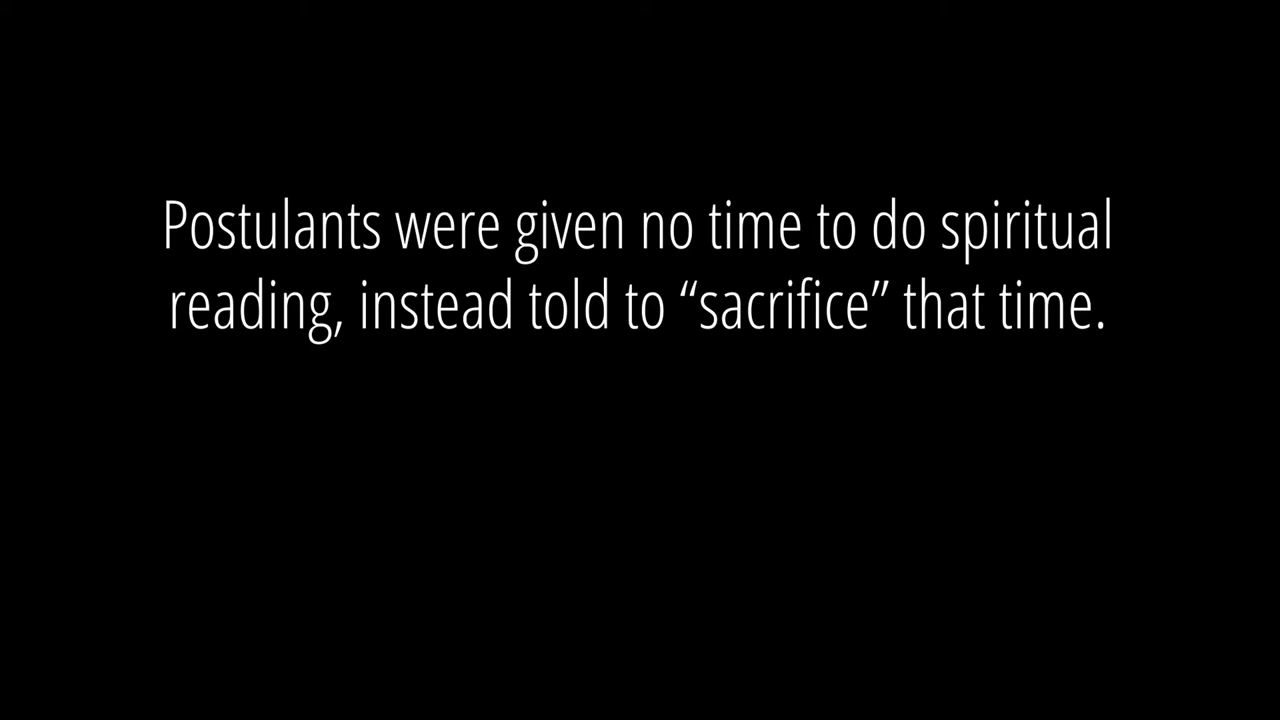 Postulants were given no time to do spiritual
reading, instead told to “sacrifice” that time.